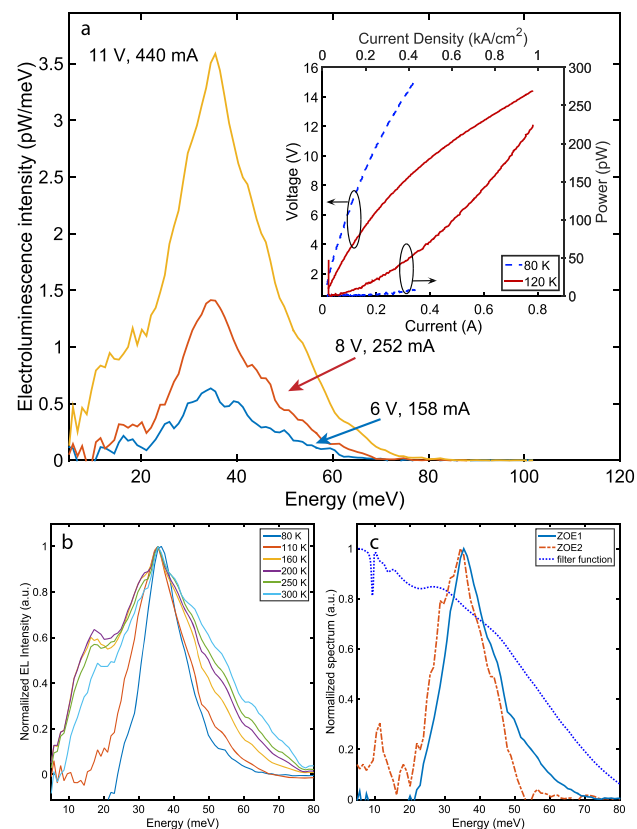 a
11 V, 440 mA
8 V, 252 mA
6 V, 158 mA
Electroluminescence intensity (pW/meV)
0
0.5
1
1.5
2
2.5
3
3.5
20
40
60
80
100
120
Energy (meV)
Current Density (kA/cm²)
0
0.2
0.4
0.6
0.8
1
Voltage (V)
2
4
6
8
10
12
14
16
Power (pW)
0
50
100
150
200
250
300
80 K
120 K
0
0.2
0.4
0.6
0.8
Current (A)
b
Normalilzed EL Intensity (a.u.)
0
0.2
0.4
0.6
0.8
1
80 K
110 K
160 K
200 K
250 K
300 K
10
20
30
40
50
60
70
80
Energy (meV)
c
Normalilzed spectrum (a.u.)
0
0.2
0.4
0.6
0.8
1
ZOE1
ZOE2
filter function
10
20
30
40
50
60
70
80
Energy (meV)